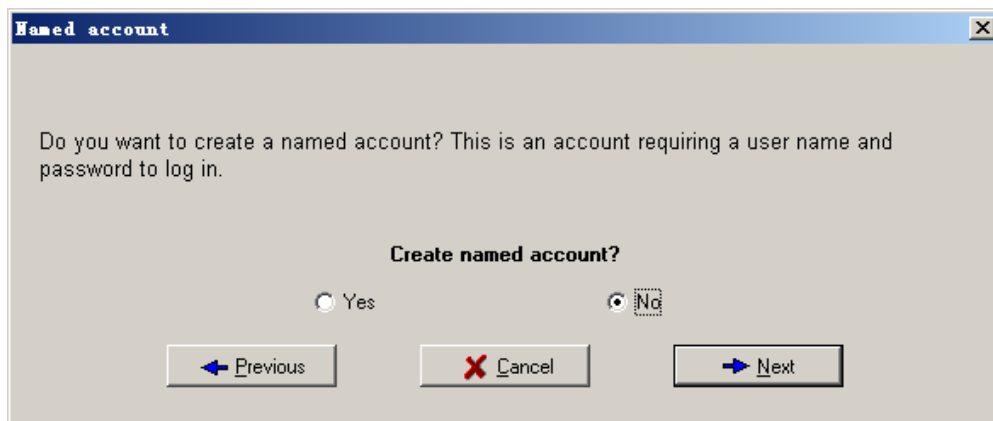 Named account
Do you want to create a named account? This is an account requiring a user name and
password to log in.
Create named account?
Yes No
Previous Cancel Next